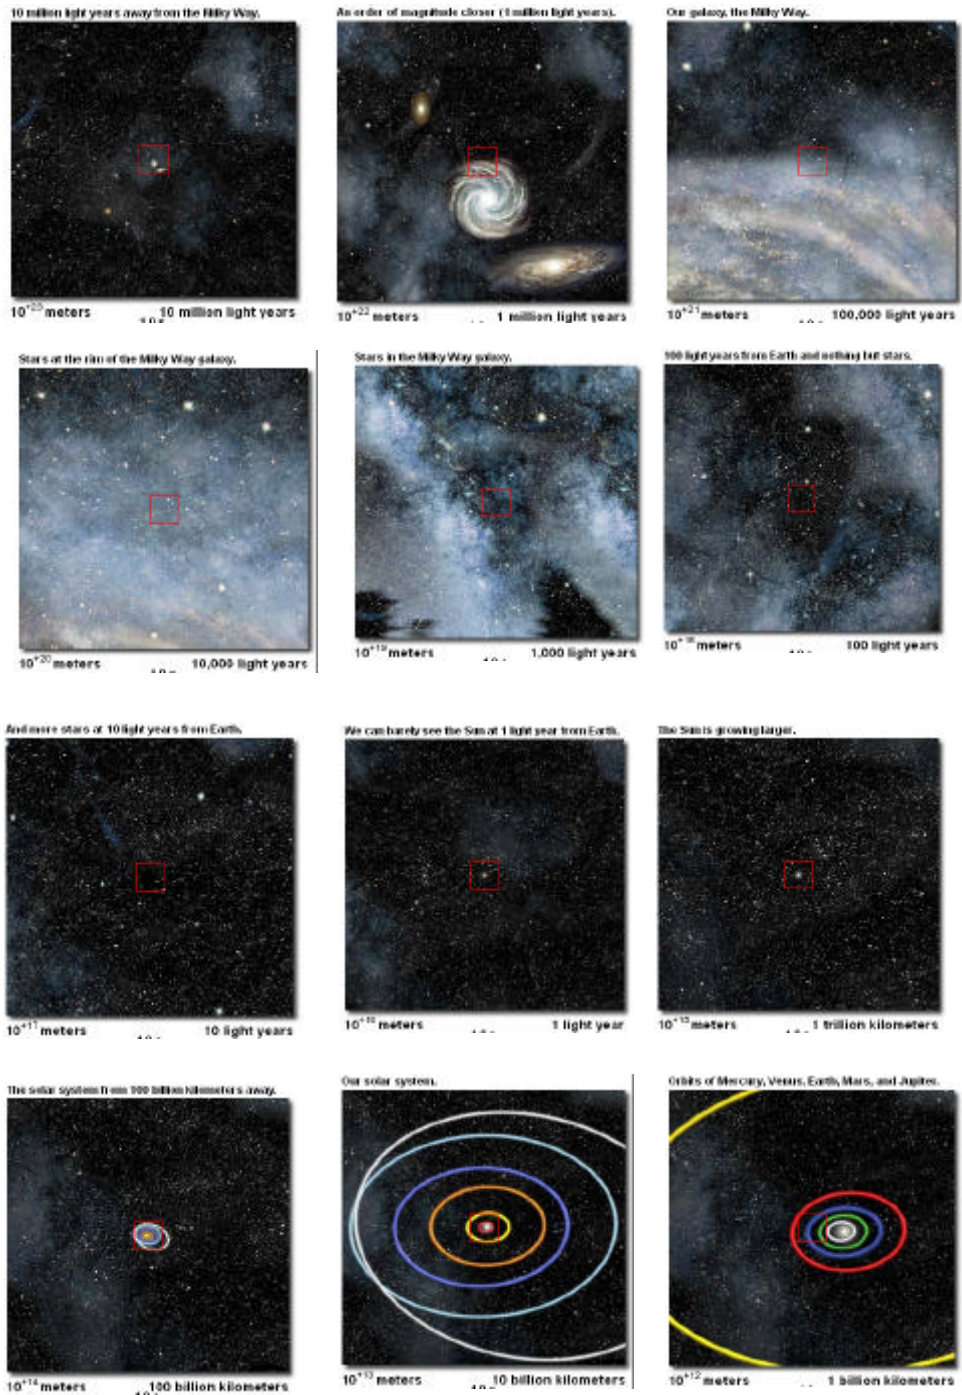 10 million light years away from the Milky Way.
An order of magnitude closer (1 million light years).
Our galaxy, the Milky Way.
10+23 meters 10 million light years
10+22 meters 1 million light years
10+21 meters 100,000 light years
Stars at the rim of the Milky Way galaxy.
Stars in the Milky Way galaxy.
100 light years from Earth and nothing but stars.
10+20 meters 10,000 light years
10+19 meters 1,000 light years
10+18 meters 100 light years
And more stars at 10 light years from Earth.
We can barely see the Sun at 1 light year from Earth.
The Sun is growing larger.
10+17 meters 10 light years
10+16 meters 1 light year
10+15 meters 1 trillion kilometers
The solar system from 100 billion kilometers away.
Our solar system.
Orbits of Mercury, Venus, Earth, Mars, and Jupiter.
10+14 meters 100 billion kilometers
10+13 meters 10 billion kilometers
10+12 meters 1 billion kilometers